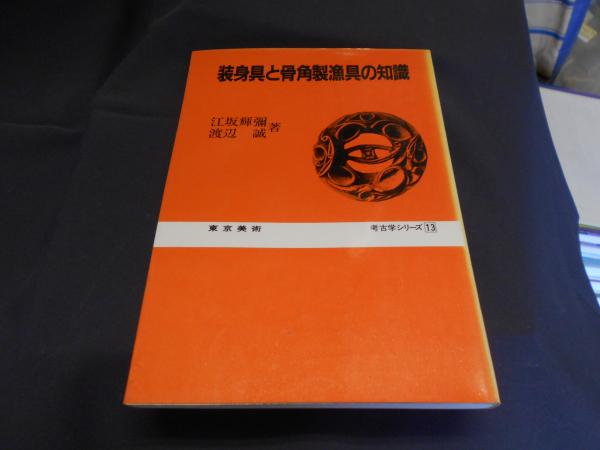 装身具と骨角製漁具の知識
江坂輝彌
渡辺 誠 著
東京美術
考古学シリーズ 13